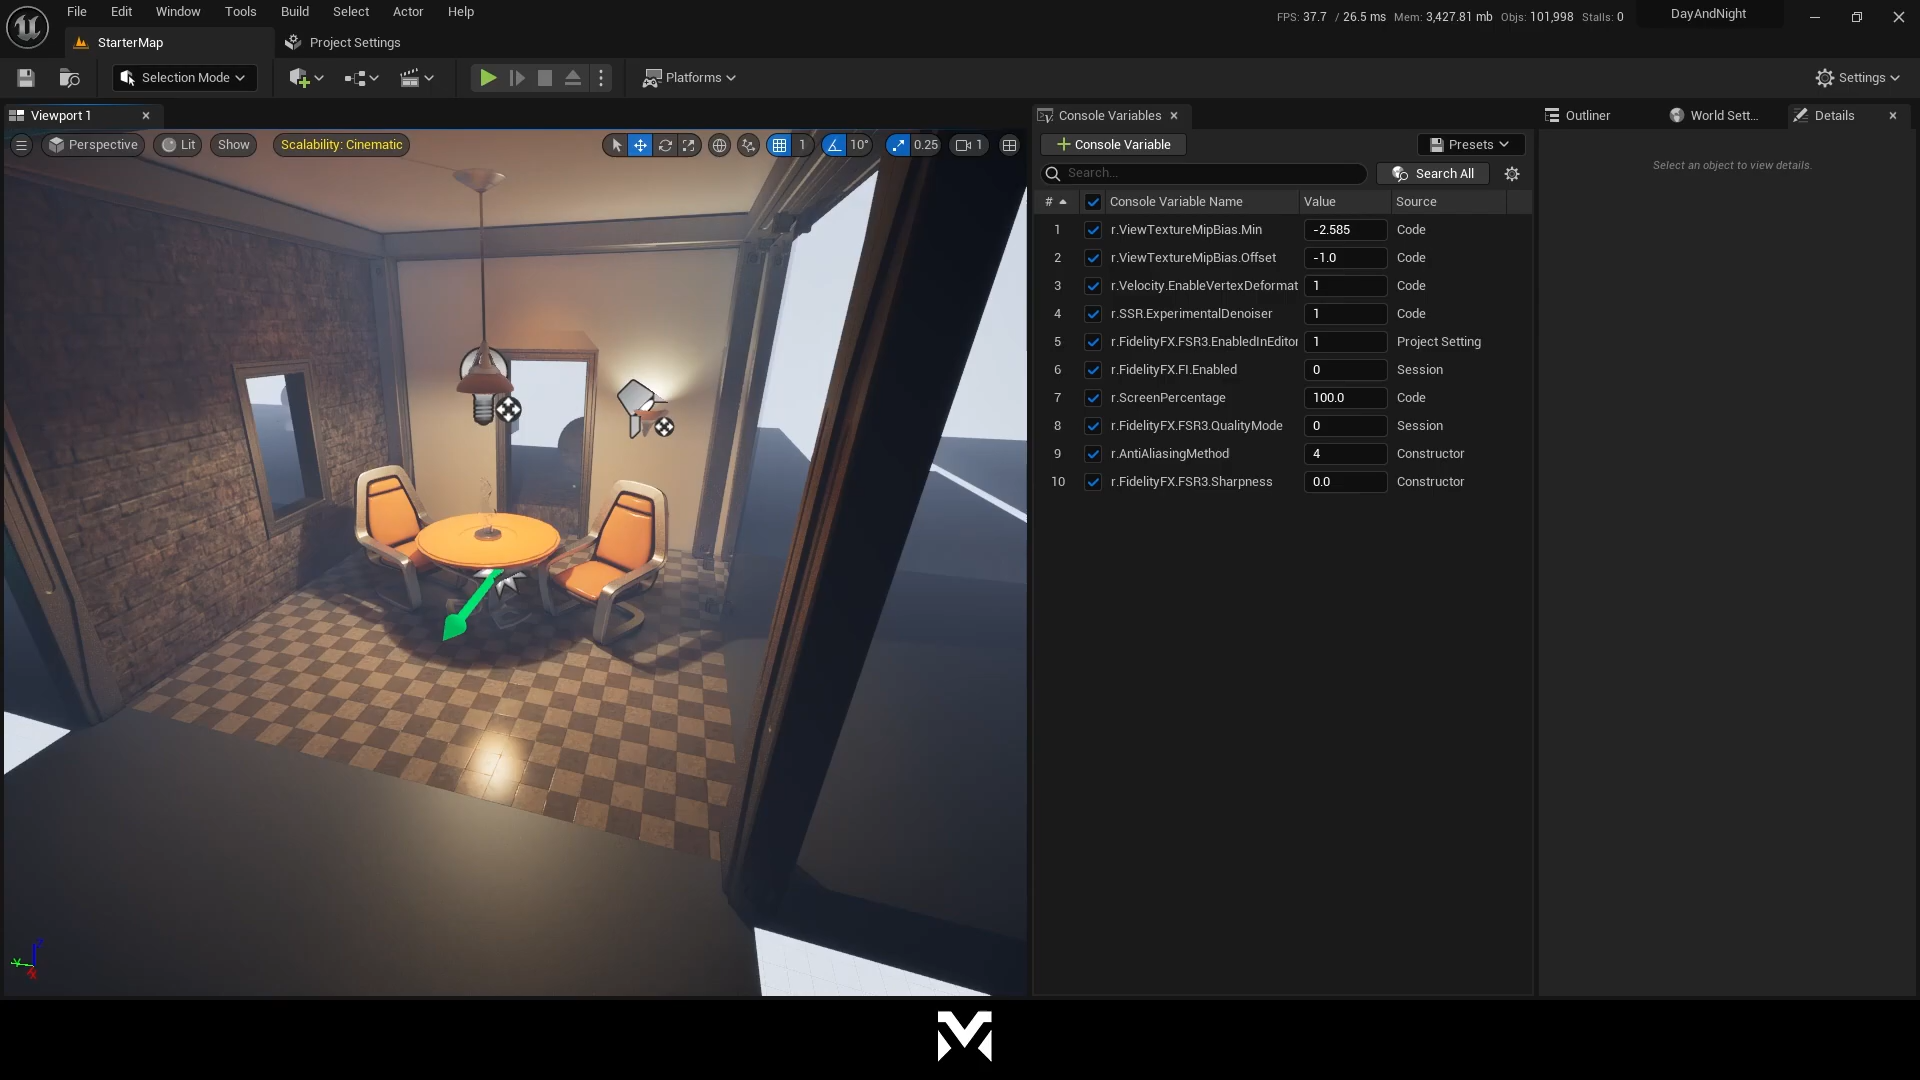 File Edit Window Tools Build Select Actor Help
FPS: 37.7 / 26.5 ms Mem: 3,427.81 mb Objs: 101,998 Stalls: 0
DayAndNight
StarterMap
Project Settings
Selection Mode
Platforms
Settings
Viewport 1
Perspective
Lit
Show
Scalability: Cinematic
1
10°
0.25
1
Console Variables
Console Variable
Presets
Search...
Search All
# Console Variable Name Value Source
1 r.ViewTextureMipBias.Min -2.585 Code
2 r.ViewTextureMipBias.Offset -1.0 Code
3 r.Velocity.EnableVertexDeformat 1 Code
4 r.SSR.ExperimentalDenoiser 1 Code
5 r.FidelityFX.FSR3.EnabledInEditor 1 Project Setting
6 r.FidelityFX.FI.Enabled 0 Session
7 r.ScreenPercentage 100.0 Code
8 r.FidelityFX.FSR3.QualityMode 0 Session
9 r.AntiAliasingMethod 4 Constructor
10 r.FidelityFX.FSR3.Sharpness 0.0 Constructor
Outliner
World Sett...
Details
Select an object to view details.